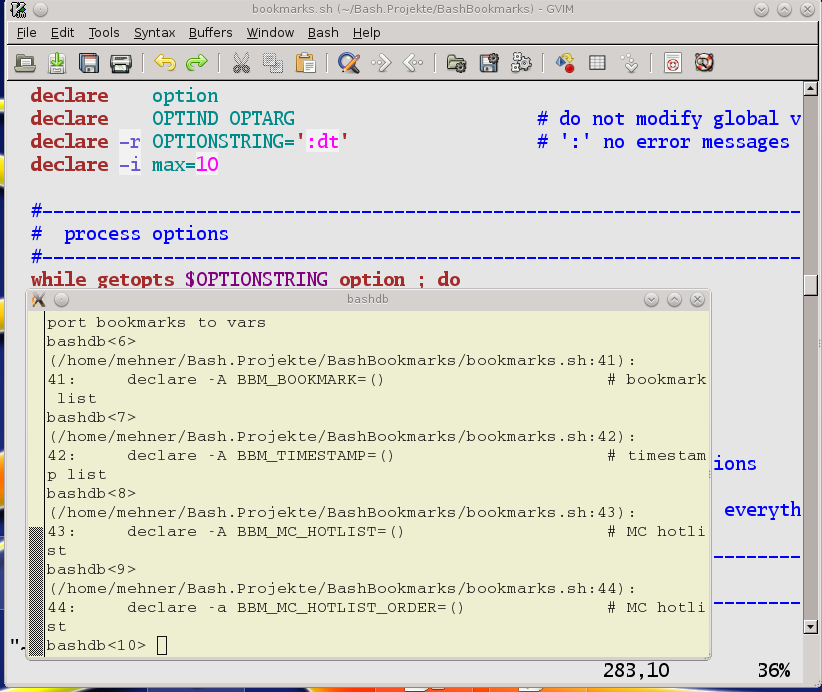 bookmarks.sh (~/Bash.Projekte/BashBookmarks) - GVIM
File Edit Tools Syntax Buffers Window Bash Help
declare    option
declare    OPTIND OPTARG                      # do not modify global v
declare -r OPTIONSTRING=':dt'                 # ':' no error messages
declare -i max=10
#----------------------------------------------------------------------
#  process options
#----------------------------------------------------------------------
while getopts $OPTIONSTRING option ; do
bashdb
port bookmarks to vars
bashdb<6>
(/home/mehner/Bash.Projekte/BashBookmarks/bookmarks.sh:41):
41:     declare -A BBM_BOOKMARK=()                      # bookmark
 list
bashdb<7>
(/home/mehner/Bash.Projekte/BashBookmarks/bookmarks.sh:42):
42:     declare -A BBM_TIMESTAMP=()                     # timestam
p list
bashdb<8>
(/home/mehner/Bash.Projekte/BashBookmarks/bookmarks.sh:43):
43:     declare -A BBM_MC_HOTLIST=()                    # MC hotli
st
bashdb<9>
(/home/mehner/Bash.Projekte/BashBookmarks/bookmarks.sh:44):
44:     declare -a BBM_MC_HOTLIST_ORDER=()              # MC hotli
st
bashdb<10>
ions
everyth
--------
--------
"~
283,10        36%